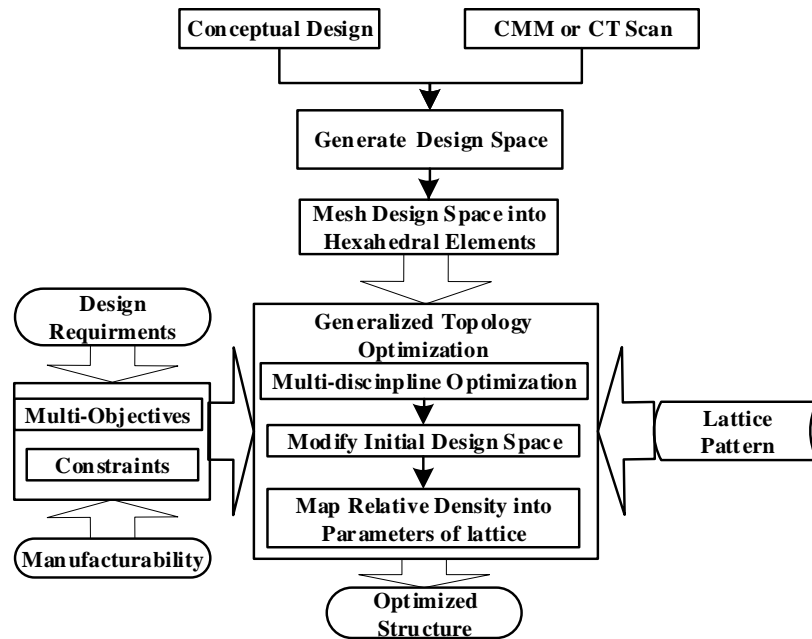 Conceptual Design
CMM or CT Scan
Generate Design Space
Mesh Design Space into
Hexahedral Elements
Design
Requirments
Generalized Topology
Optimization
Multi-discinpline Optimization
Multi-Objectives
Modify Initial Design Space
Lattice
Pattern
Constraints
Map Relative Density into
Parameters of lattice
Manufacturability
Optimized
Structure